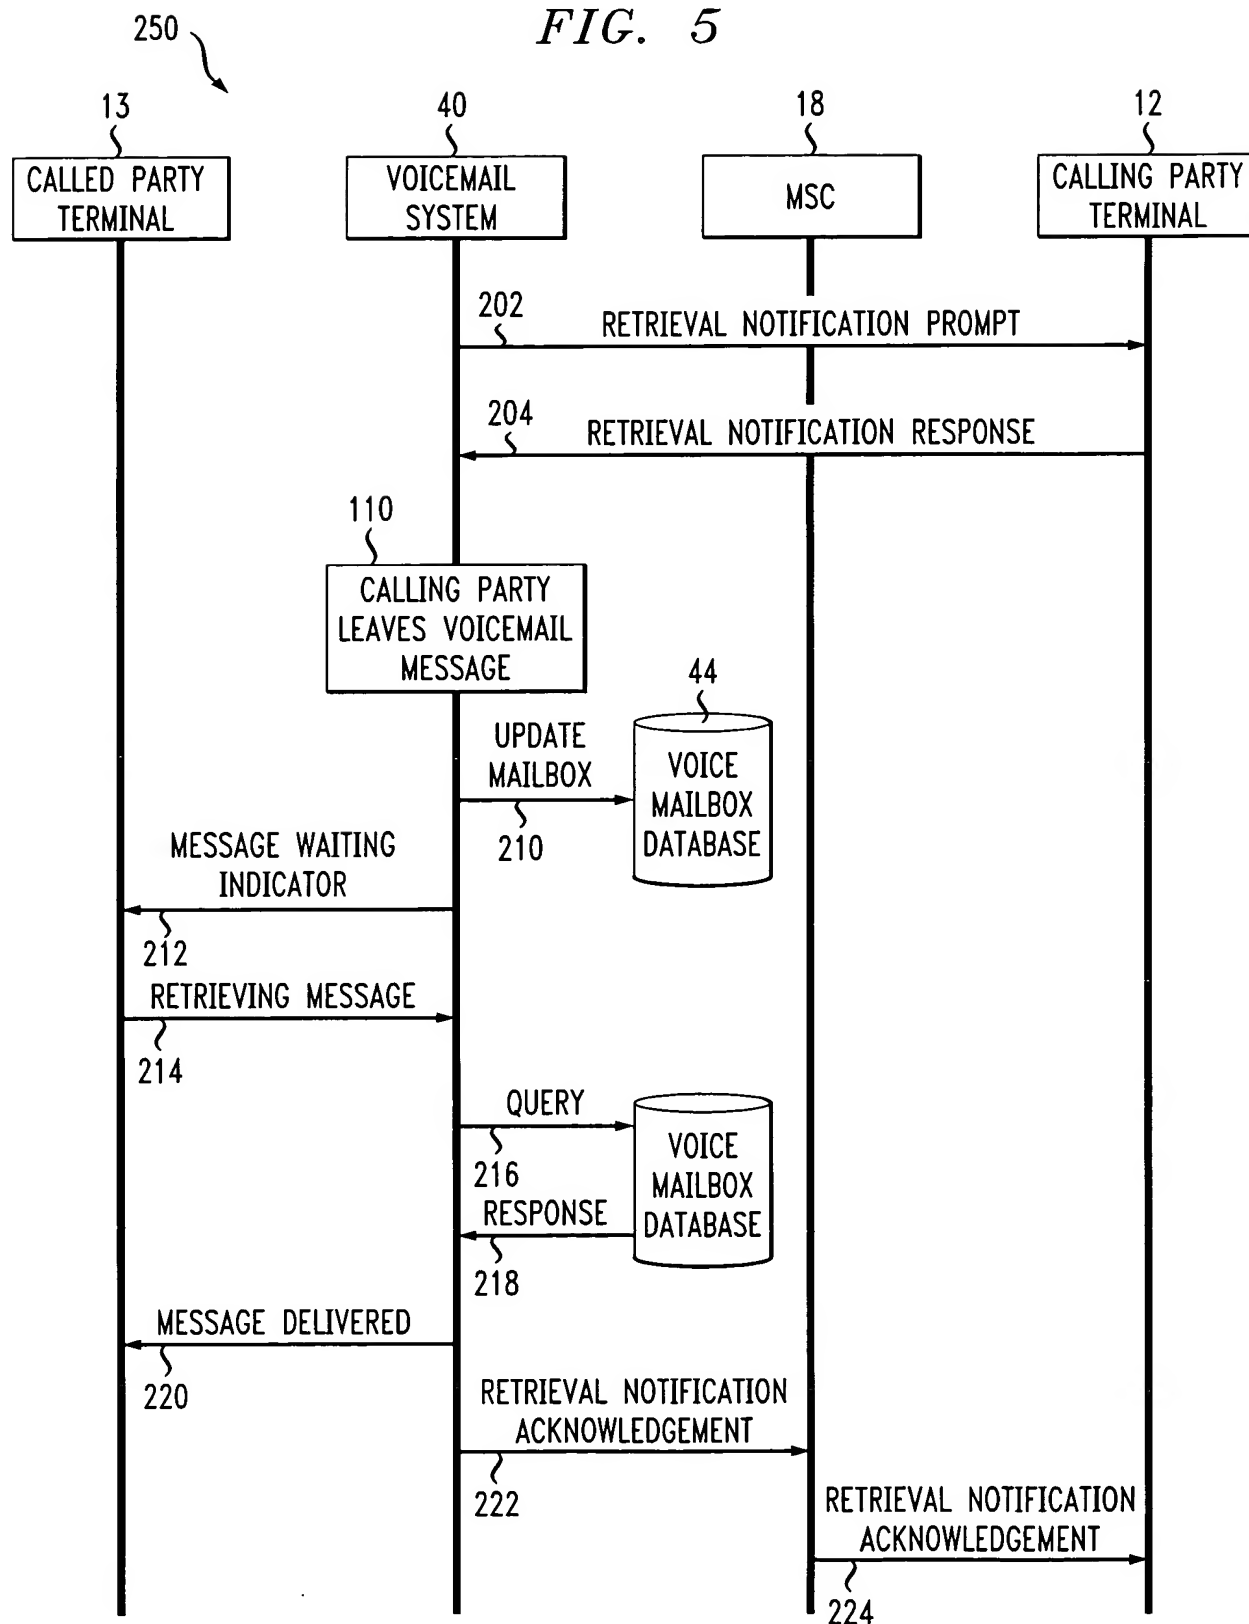 FIG. 5
250
13
40
18
12
CALLED PARTY
TERMINAL
VOICEMAIL
SYSTEM
MSC
CALLING PARTY
TERMINAL
202
RETRIEVAL NOTIFICATION PROMPT
204
RETRIEVAL NOTIFICATION RESPONSE
110
CALLING PARTY
LEAVES VOICEMAIL
MESSAGE
44
UPDATE
MAILBOX
210
VOICE
MAILBOX
DATABASE
MESSAGE WAITING
INDICATOR
212
RETRIEVING MESSAGE
214
QUERY
216
VOICE
MAILBOX
DATABASE
RESPONSE
218
MESSAGE DELIVERED
220
RETRIEVAL NOTIFICATION
ACKNOWLEDGEMENT
222
RETRIEVAL NOTIFICATION
ACKNOWLEDGEMENT
224